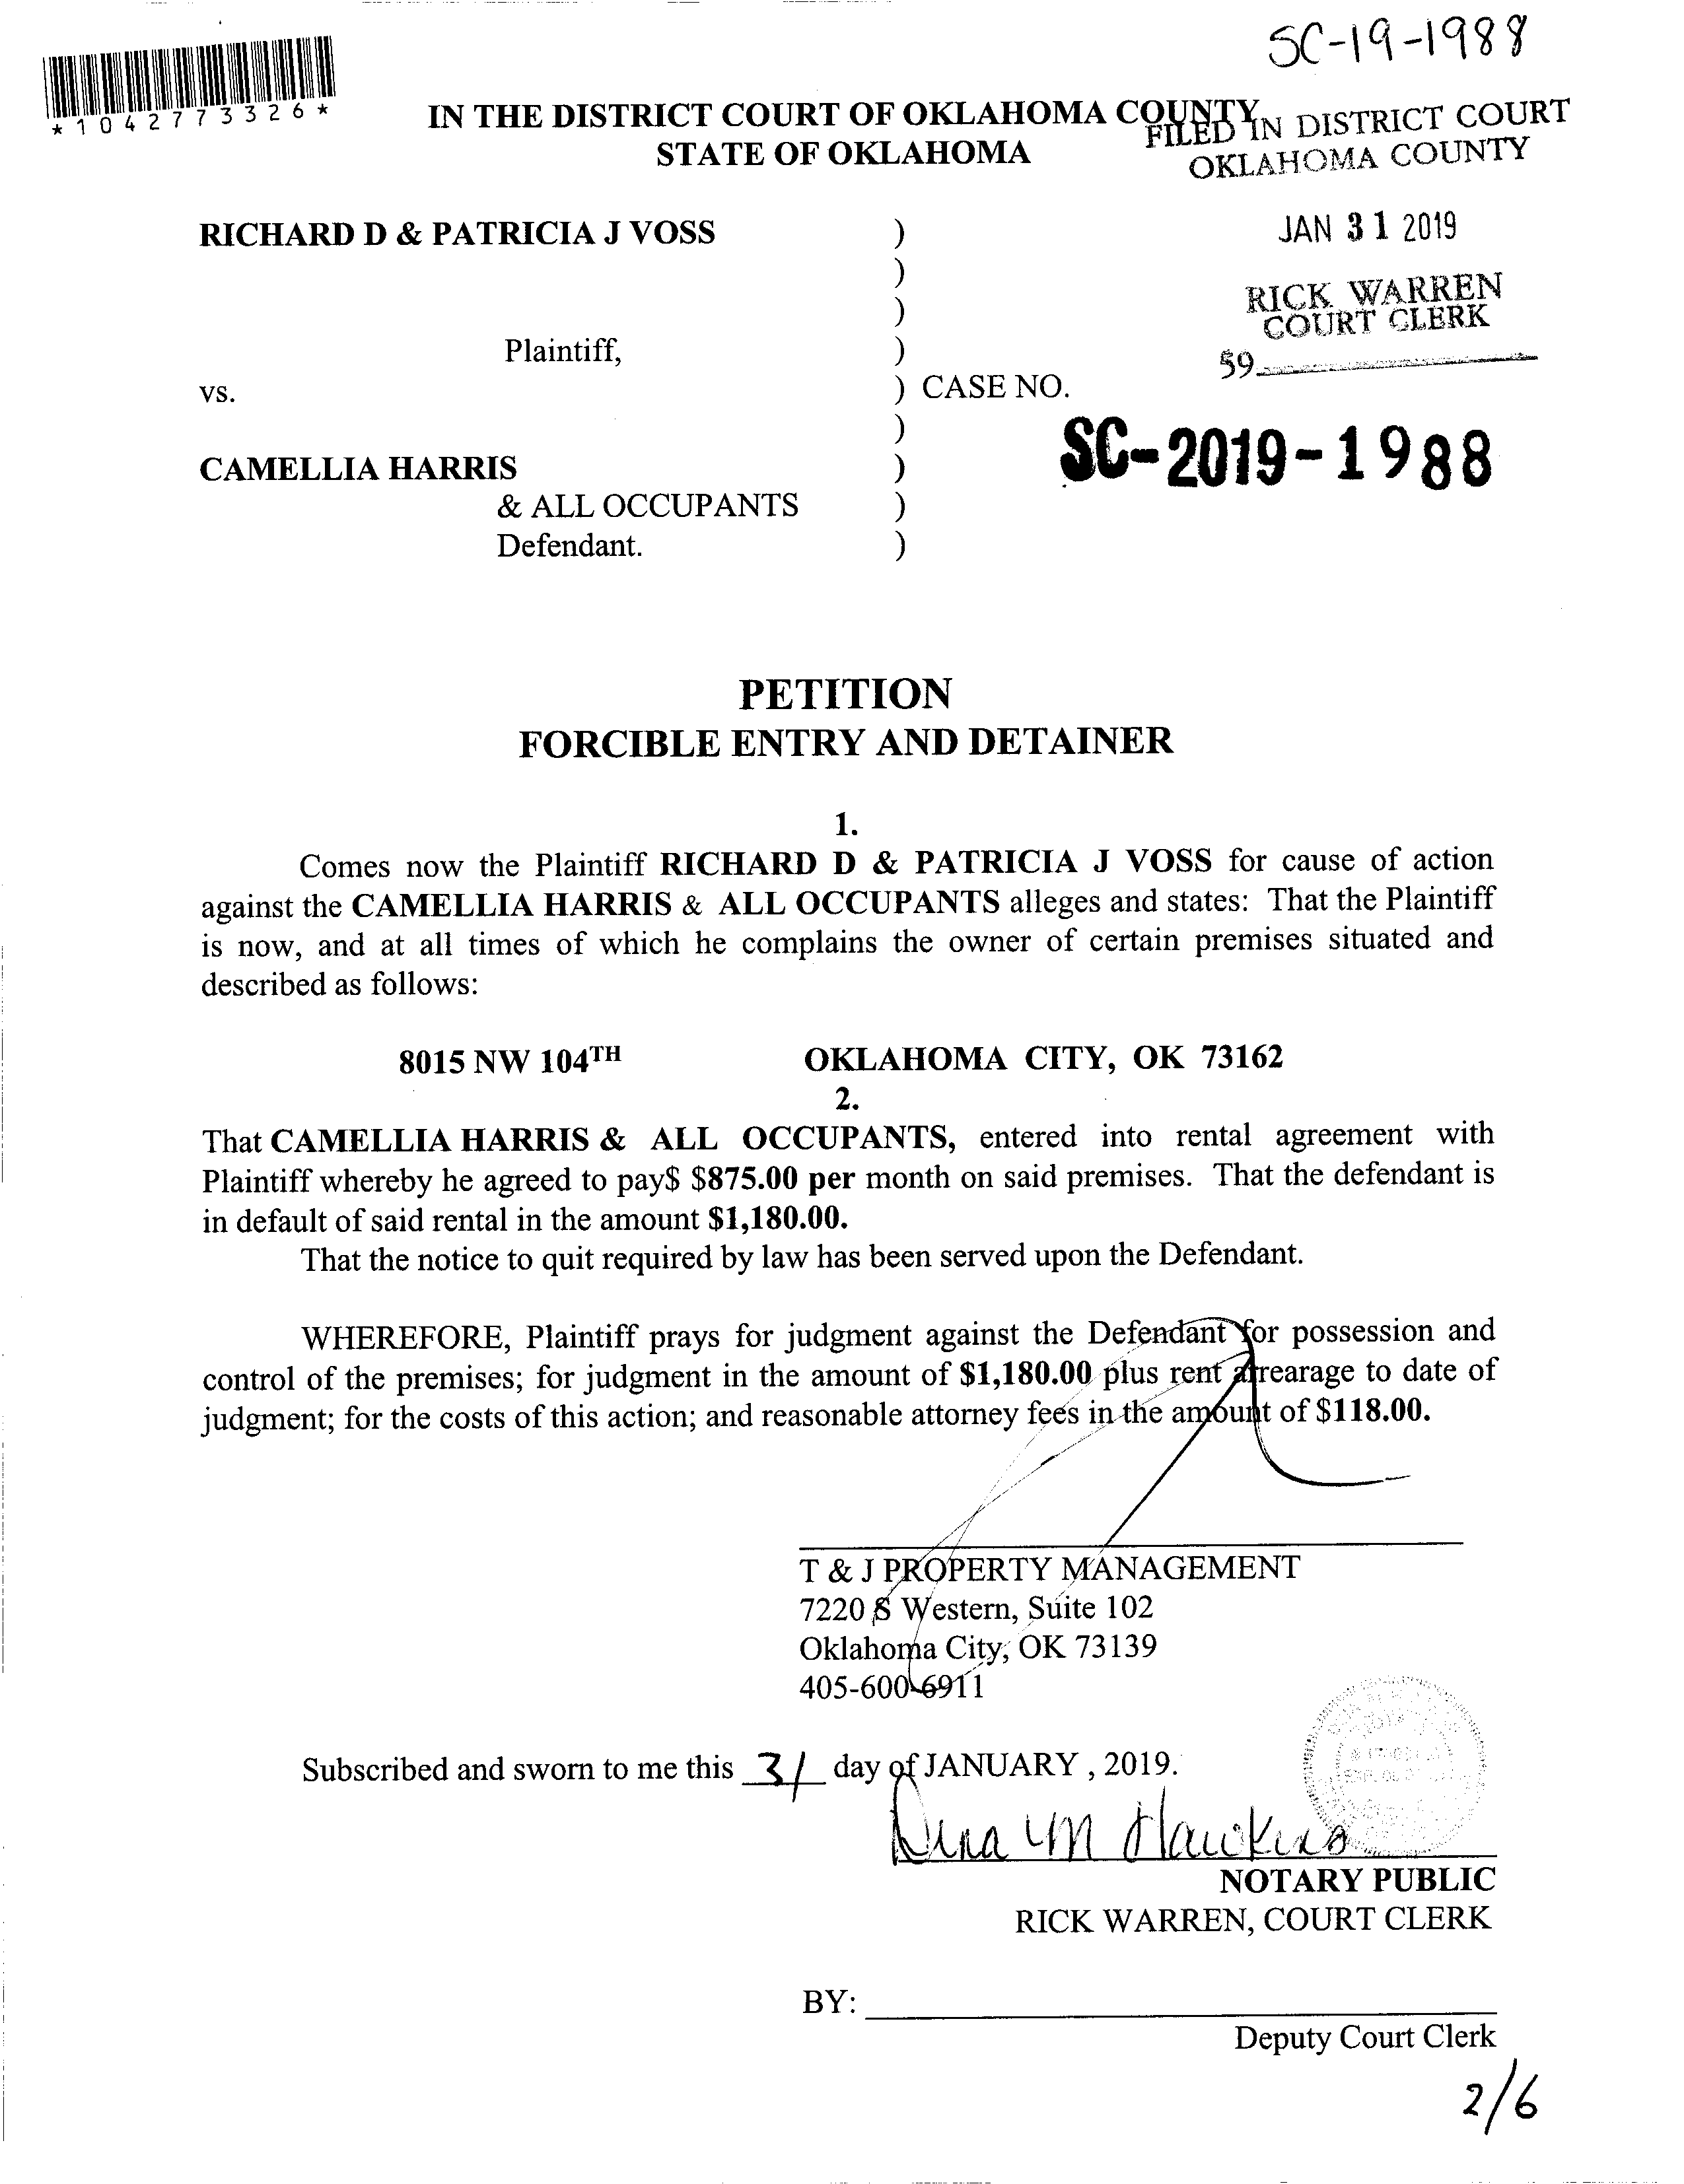 SC-19-1988
*1042773326*
IN THE DISTRICT COURT OF OKLAHOMA COUNTY
STATE OF OKLAHOMA
FILED IN DISTRICT COURT
OKLAHOMA COUNTY
JAN 31 2019
RICK WARREN
COURT CLERK
59
RICHARD D & PATRICIA J VOSS )
)
)
Plaintiff, )
vs. ) CASE NO.
)
SC-2019-1988
CAMELLIA HARRIS )
& ALL OCCUPANTS )
Defendant. )
PETITION
FORCIBLE ENTRY AND DETAINER
1.
Comes now the Plaintiff RICHARD D & PATRICIA J VOSS for cause of action
against the CAMELLIA HARRIS & ALL OCCUPANTS alleges and states: That the Plaintiff
is now, and at all times of which he complains the owner of certain premises situated and
described as follows:
8015 NW 104TH OKLAHOMA CITY, OK 73162
2.
That CAMELLIA HARRIS & ALL OCCUPANTS, entered into rental agreement with
Plaintiff whereby he agreed to pay$ $875.00 per month on said premises. That the defendant is
in default of said rental in the amount $1,180.00.
That the notice to quit required by law has been served upon the Defendant.
WHEREFORE, Plaintiff prays for judgment against the Defendant for possession and
control of the premises; for judgment in the amount of $1,180.00 plus rent arrearage to date of
judgment; for the costs of this action; and reasonable attorney fees in the amount of $118.00.
T & J PROPERTY MANAGEMENT
7220 S Western, Suite 102
Oklahoma City, OK 73139
405-600-6911
Subscribed and sworn to me this 31 day of JANUARY , 2019.
Hawkins
NOTARY PUBLIC
RICK WARREN, COURT CLERK
BY:
Deputy Court Clerk
2/6